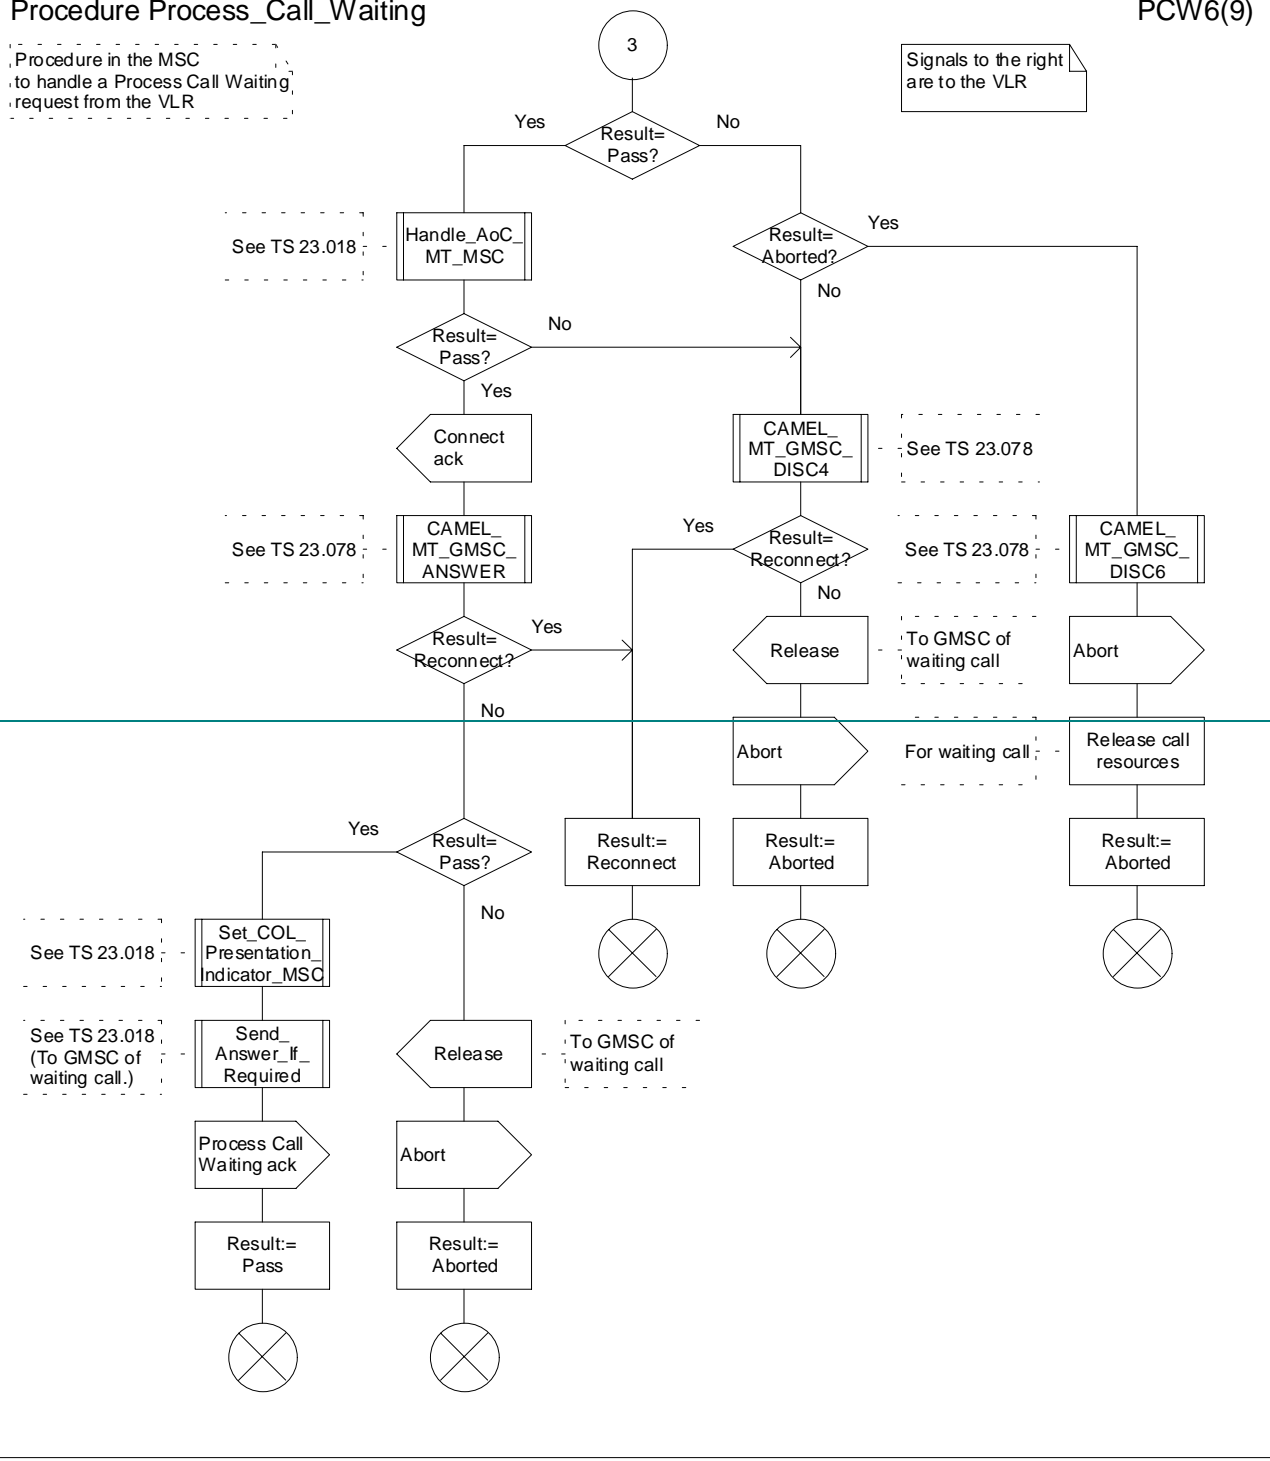 Procedure Process_Call_Waiting
PCW6(9)
Procedure in the MSC
to handle a Process Call Waiting
request from the VLR
3
Signals to the right
are to the VLR
Yes
No
Result=
Pass?
See TS 23.018
Handle_AoC_
MT_MSC
Result=
Aborted?
Yes
No
Result=
Pass?
No
Yes
Connect
ack
CAMEL_
MT_GMSC_
DISC4
See TS 23.078
See TS 23.078
CAMEL_
MT_GMSC_
ANSWER
Yes
Result=
Reconnect?
No
See TS 23.078
CAMEL_
MT_GMSC_
DISC6
Result=
Reconnect?
Yes
No
Release
To GMSC of
waiting call
Abort
Abort
For waiting call
Release call
resources
Yes
Result=
Pass?
No
Result:=
Reconnect
Result:=
Aborted
Result:=
Aborted
See TS 23.018
Set_COL_
Presentation_
Indicator_MSC
See TS 23.018
(To GMSC of
waiting call.)
Send_
Answer_If_
Required
Release
To GMSC of
waiting call
Process Call
Waiting ack
Abort
Result:=
Pass
Result:=
Aborted